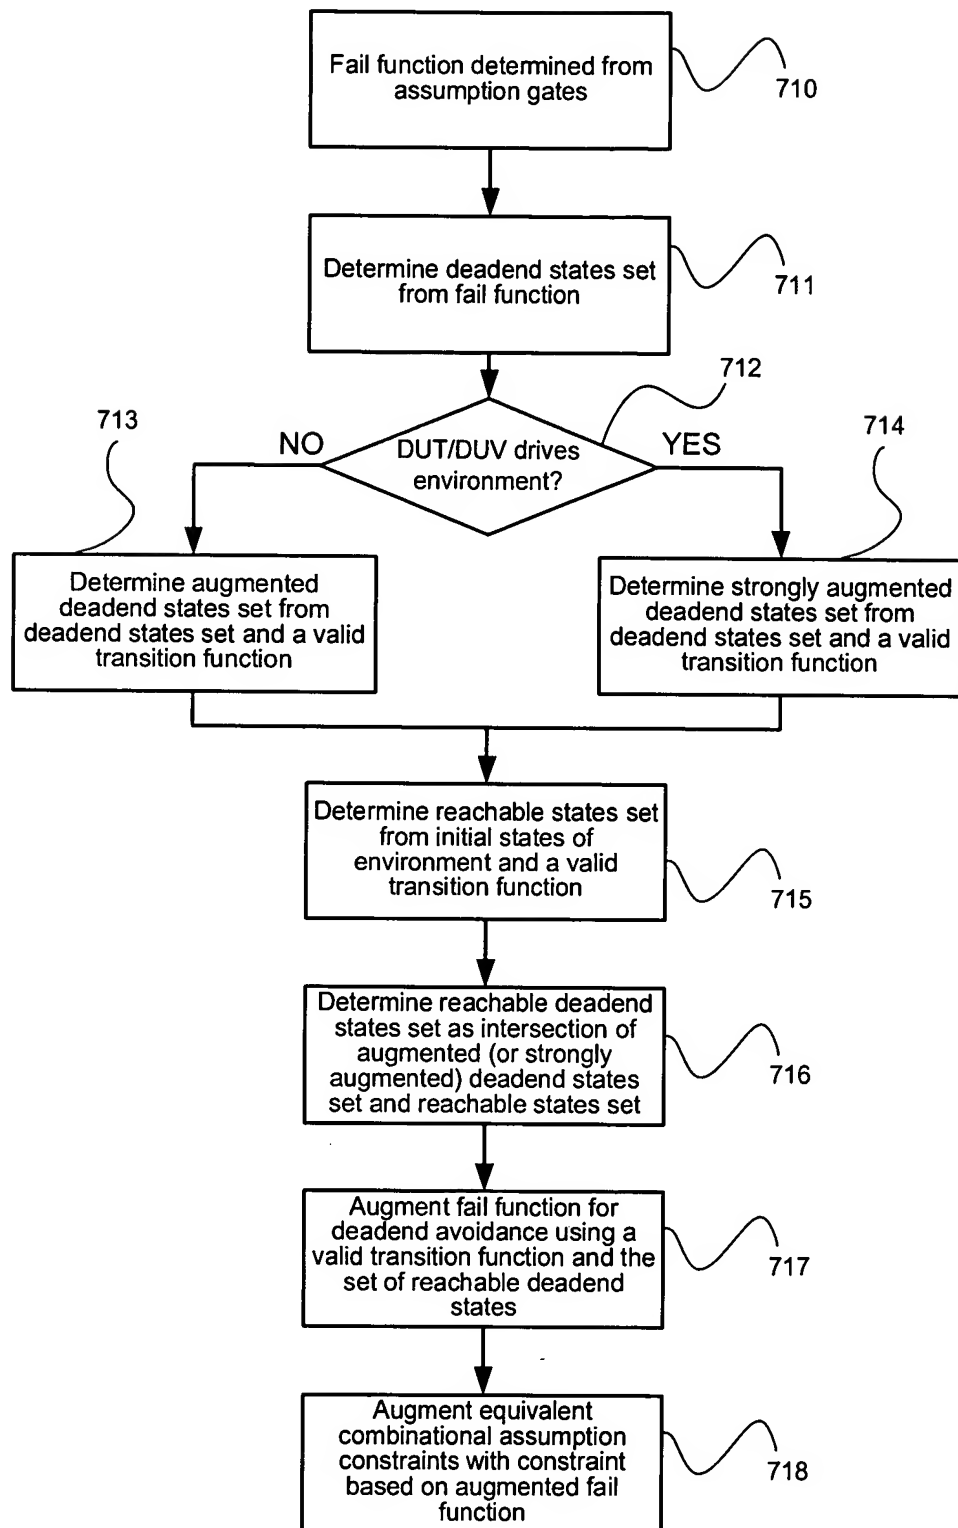 Fail function determined from
assumption gates
710
Determine deadend states set
from fail function
711
712
DUT/DUV drives
environment?
NO
YES
713
714
Determine augmented
deadend states set from
deadend states set and a valid
transition function
Determine strongly augmented
deadend states set from
deadend states set and a valid
transition function
Determine reachable states set
from initial states of
environment and a valid
transition function
715
Determine reachable deadend
states set as intersection of
augmented (or strongly
augmented) deadend states
set and reachable states set
716
Augment fail function for
deadend avoidance using a
valid transition function and the
set of reachable deadend
states
717
Augment equivalent
combinational assumption
constraints with constraint
based on augmented fail
function
718